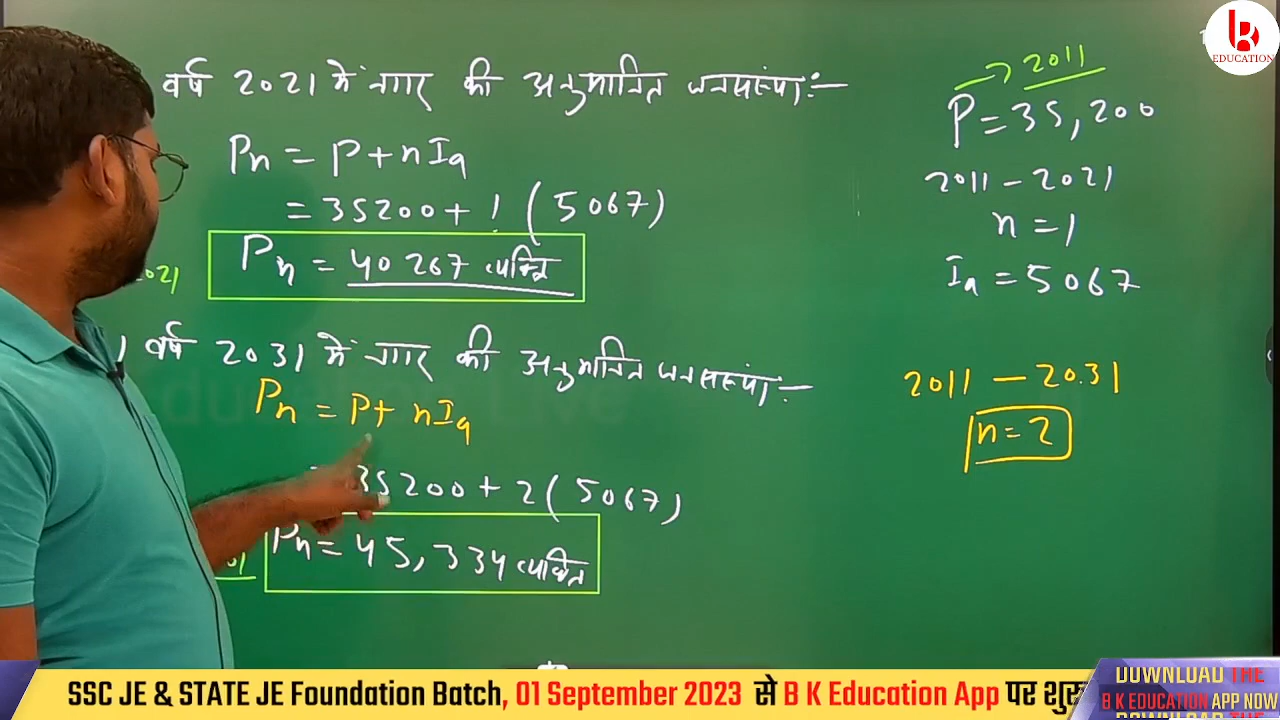 वर्ष 2021 में नगर की अनुमानित जनसंख्या:-
Pn = P + nIa
= 35200 + 1 (5067)
Pn = 40267 व्यक्ति
2021
वर्ष 2031 में नगर की अनुमानित जनसंख्या:-
Pn = P + nIa
35200 + 2 (5067)
Pn = 45,334 व्यक्ति
→ 2011
P = 35,200
2011 - 2021
n = 1
Ia = 5067
2011 - 2031
n = 2
B
EDUCATION
SSC JE & STATE JE Foundation Batch, 01 September 2023 से B K Education App पर शुरू
DOWNLOAD THE
B K EDUCATION APP NOW